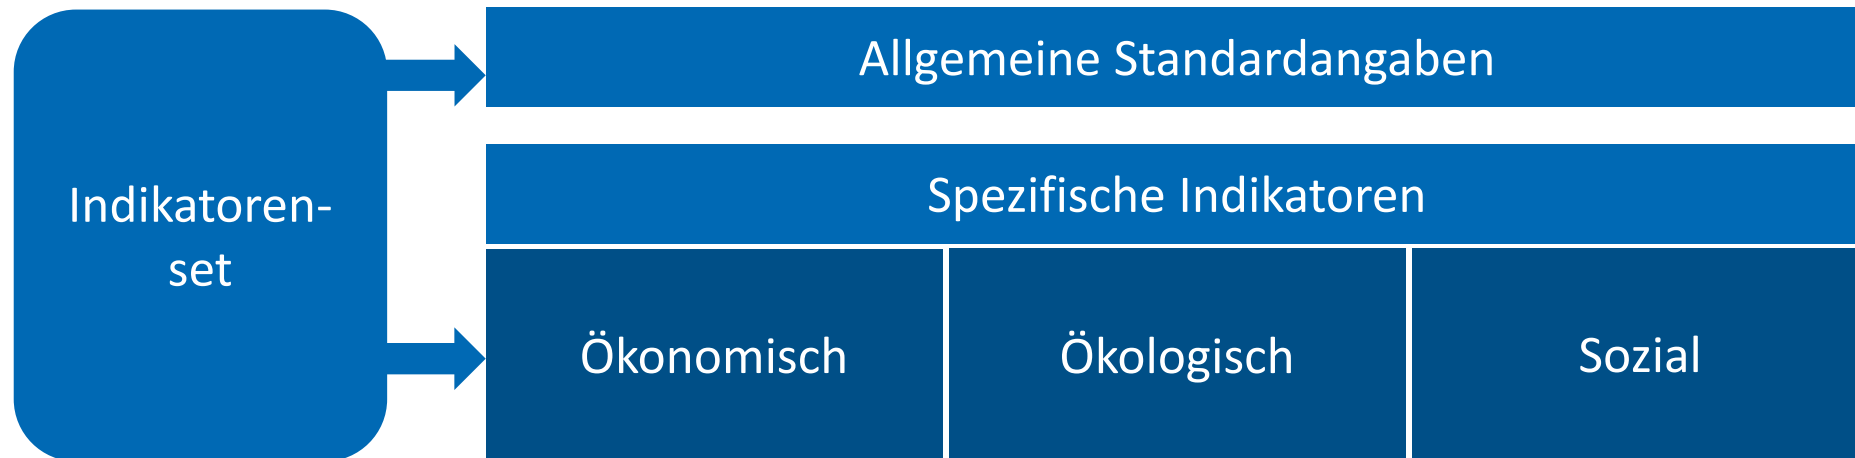 Indikatoren-
set
Allgemeine Standardangaben
Spezifische Indikatoren
Ökonomisch
Ökologisch
Sozial